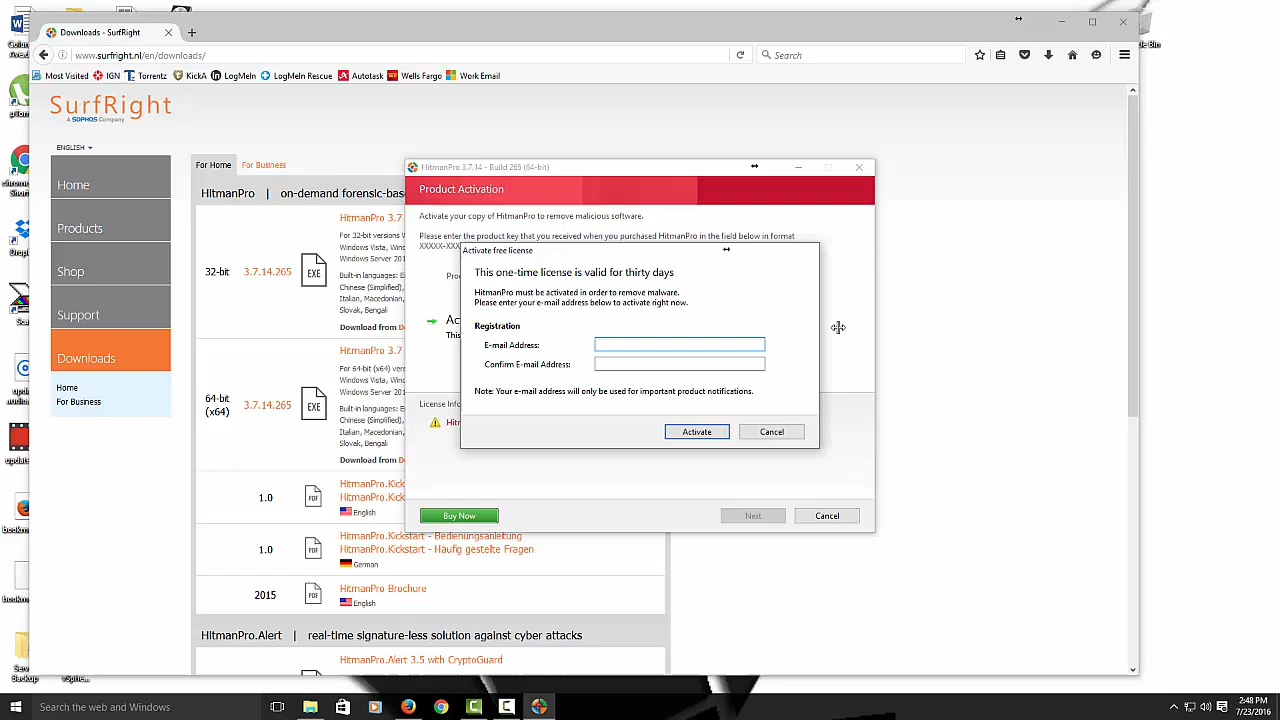 Downloads - SurfRight
www.surfright.nl/en/downloads/
Search
Most Visited IGN Torrentz KickA LogMeIn LogMeIn Rescue Autotask Wells Fargo Work Email
SurfRight
A SOPHOS Company
ENGLISH
Home
Products
Shop
Support
Downloads
Home
For Business
For Home For Business
HitmanPro | on-demand forensic-bas
32-bit
3.7.14.265
EXE
HitmanPro 3.7
For 32-bit versions
Windows Vista, Win
Windows Server 20
Built-in languages: E
Chinese (Simplified),
Italian, Macedonian,
Slovak, Bengali
Download from
64-bit
(x64)
3.7.14.265
EXE
HitmanPro 3.7
For 64-bit (x64) ver
Windows Vista, Win
Windows Server 20
Built-in languages: E
Chinese (Simplified),
Italian, Macedonian,
Slovak, Bengali
Download from
1.0
PDF
HitmanPro.Kick
HitmanPro.Kick
English
1.0
PDF
HitmanPro.Kickstart - Bedienungsanleitung
HitmanPro.Kickstart - Häufig gestellte Fragen
German
2015
PDF
HitmanPro Brochure
English
HitmanPro.Alert | real-time signature-less solution against cyber attacks
HitmanPro.Alert 3.5 with CryptoGuard
HitmanPro 3.7.14 - Build 265 (64-bit)
Product Activation
Activate your copy of HitmanPro to remove malicious software.
Please enter the product key that you received when you purchased HitmanPro in the field below in format
XXXXX-XXX
Activate free license
This one-time license is valid for thirty days
HitmanPro must be activated in order to remove malware.
Please enter your e-mail address below to activate right now.
Registration
E-mail Address:
Confirm E-mail Address:
Note: Your e-mail address will only be used for important product notifications.
Activate Cancel
License Info
Buy Now Next Cancel
Search the web and Windows
2:48 PM
7/23/2016